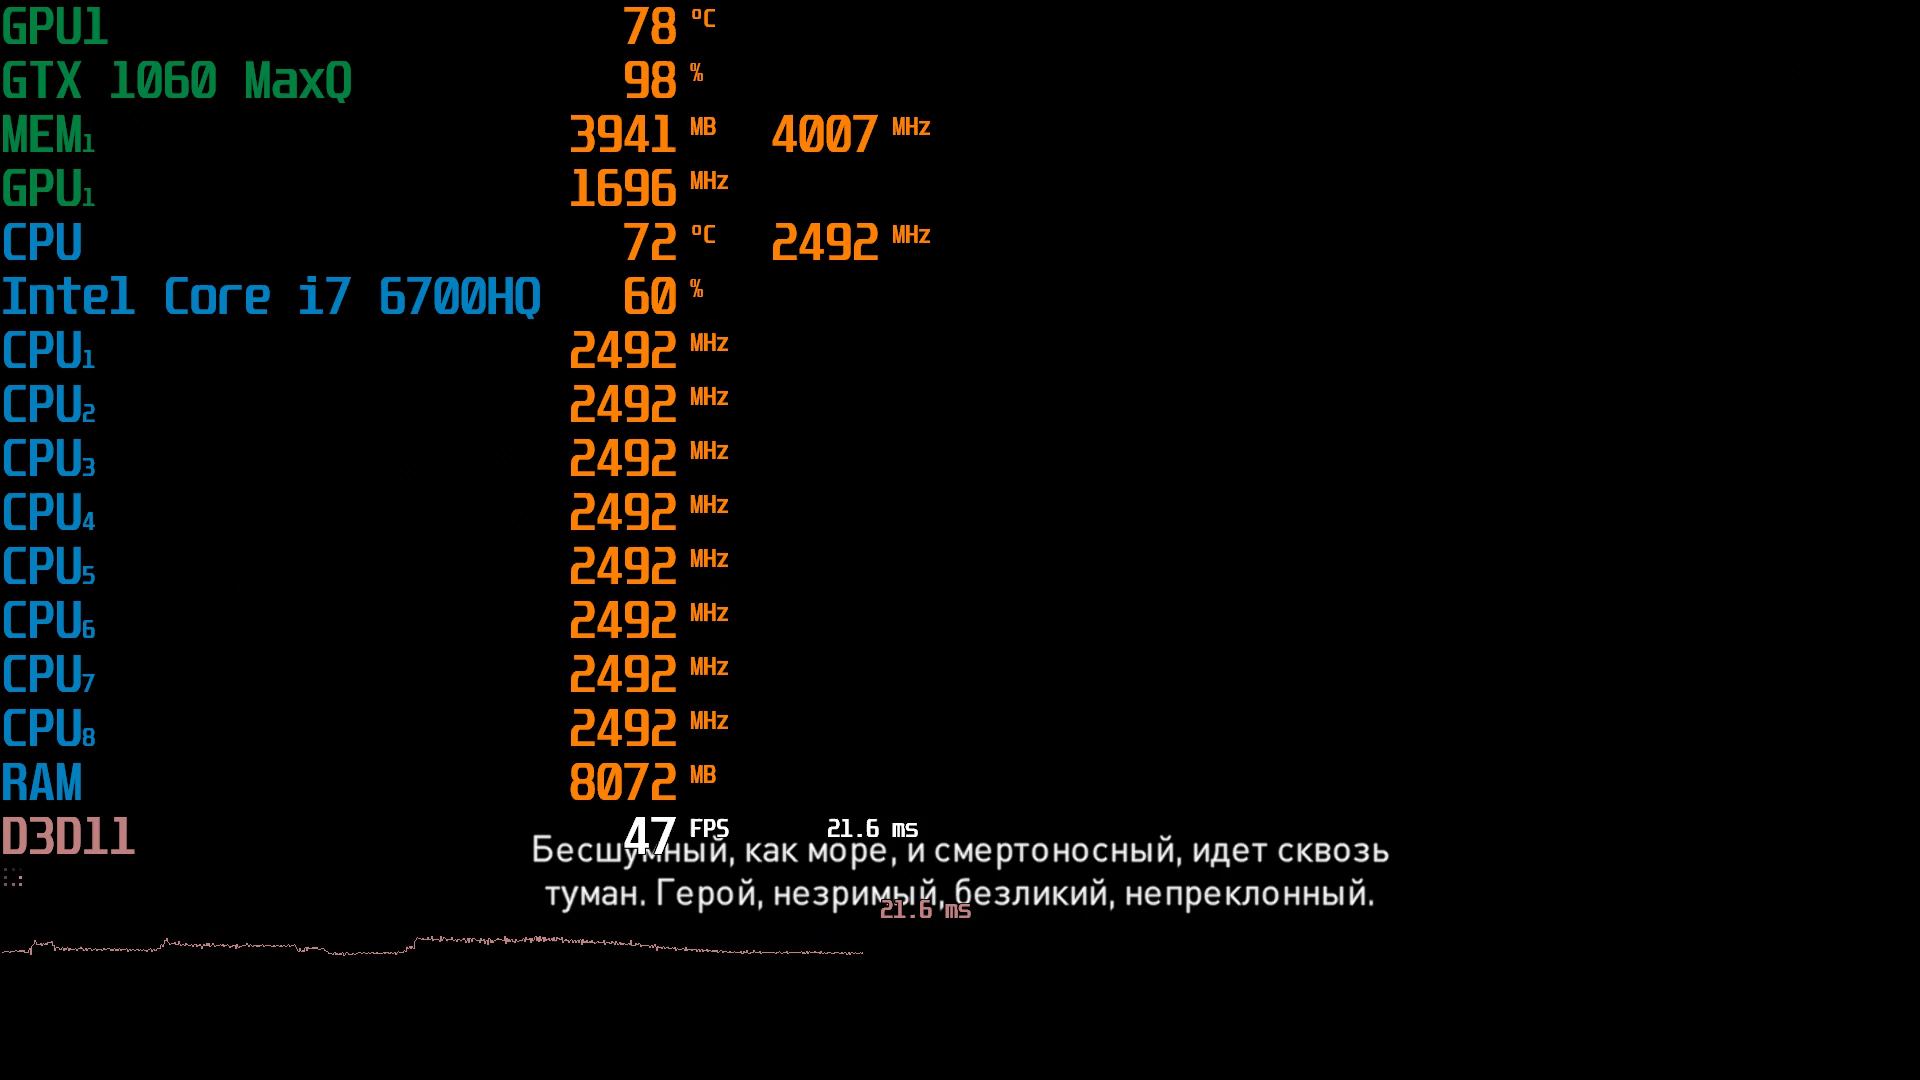 GPU1 78 °C
GTX 1060 MaxQ 98 %
MEM1 3941 MB 4007 MHz
GPU1 1696 MHz
CPU 72 °C 2492 MHz
Intel Core i7 6700HQ 60 %
CPU1 2492 MHz
CPU2 2492 MHz
CPU3 2492 MHz
CPU4 2492 MHz
CPU5 2492 MHz
CPU6 2492 MHz
CPU7 2492 MHz
CPU8 2492 MHz
RAM 8072 MB
D3D11 47 FPS 21.6 ms
Бесшумный, как море, и смертоносный, идет сквозь
туман. Герой, незримый, безликий, непреклонный.
21.6 ms